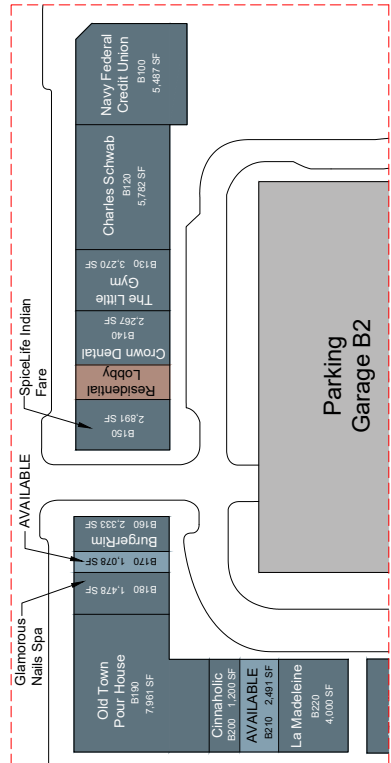 Navy Federal
Credit Union
B100
5,487 SF
Charles Schwab
B120
5,782 SF
The Little
Gym
B130 3,270 SF
Crown Dental
B140
2,267 SF
Residential
Lobby
SpiceLife Indian
Fare
B150
2,891 SF
Parking
Garage B2
AVAILABLE
BurgerRim
B160 2,333 SF
B170 1,078 SF
Glamorous
Nails Spa
B180 1,478 SF
Old Town
Pour House
B190
7,961 SF
Cinnaholic
B200 1,200 SF
AVAILABLE
B210 2,491 SF
La Madeleine
B220
4,000 SF